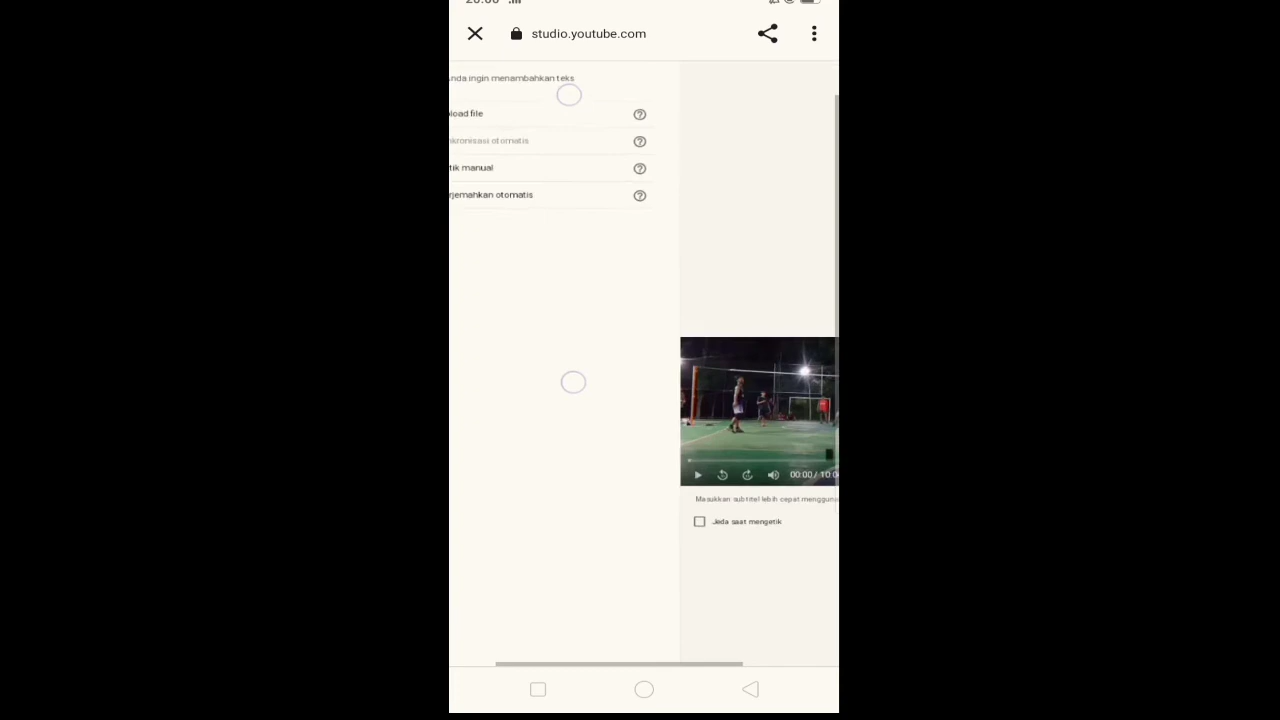 studio.youtube.com
nda ingin menambahkan teks
load file
nkronisasi otomatis
tik manual
rjemahkan otomatis
00:00 / 10:0
Masukkan subtitel lebih cepat menggun
Jeda saat mengetik